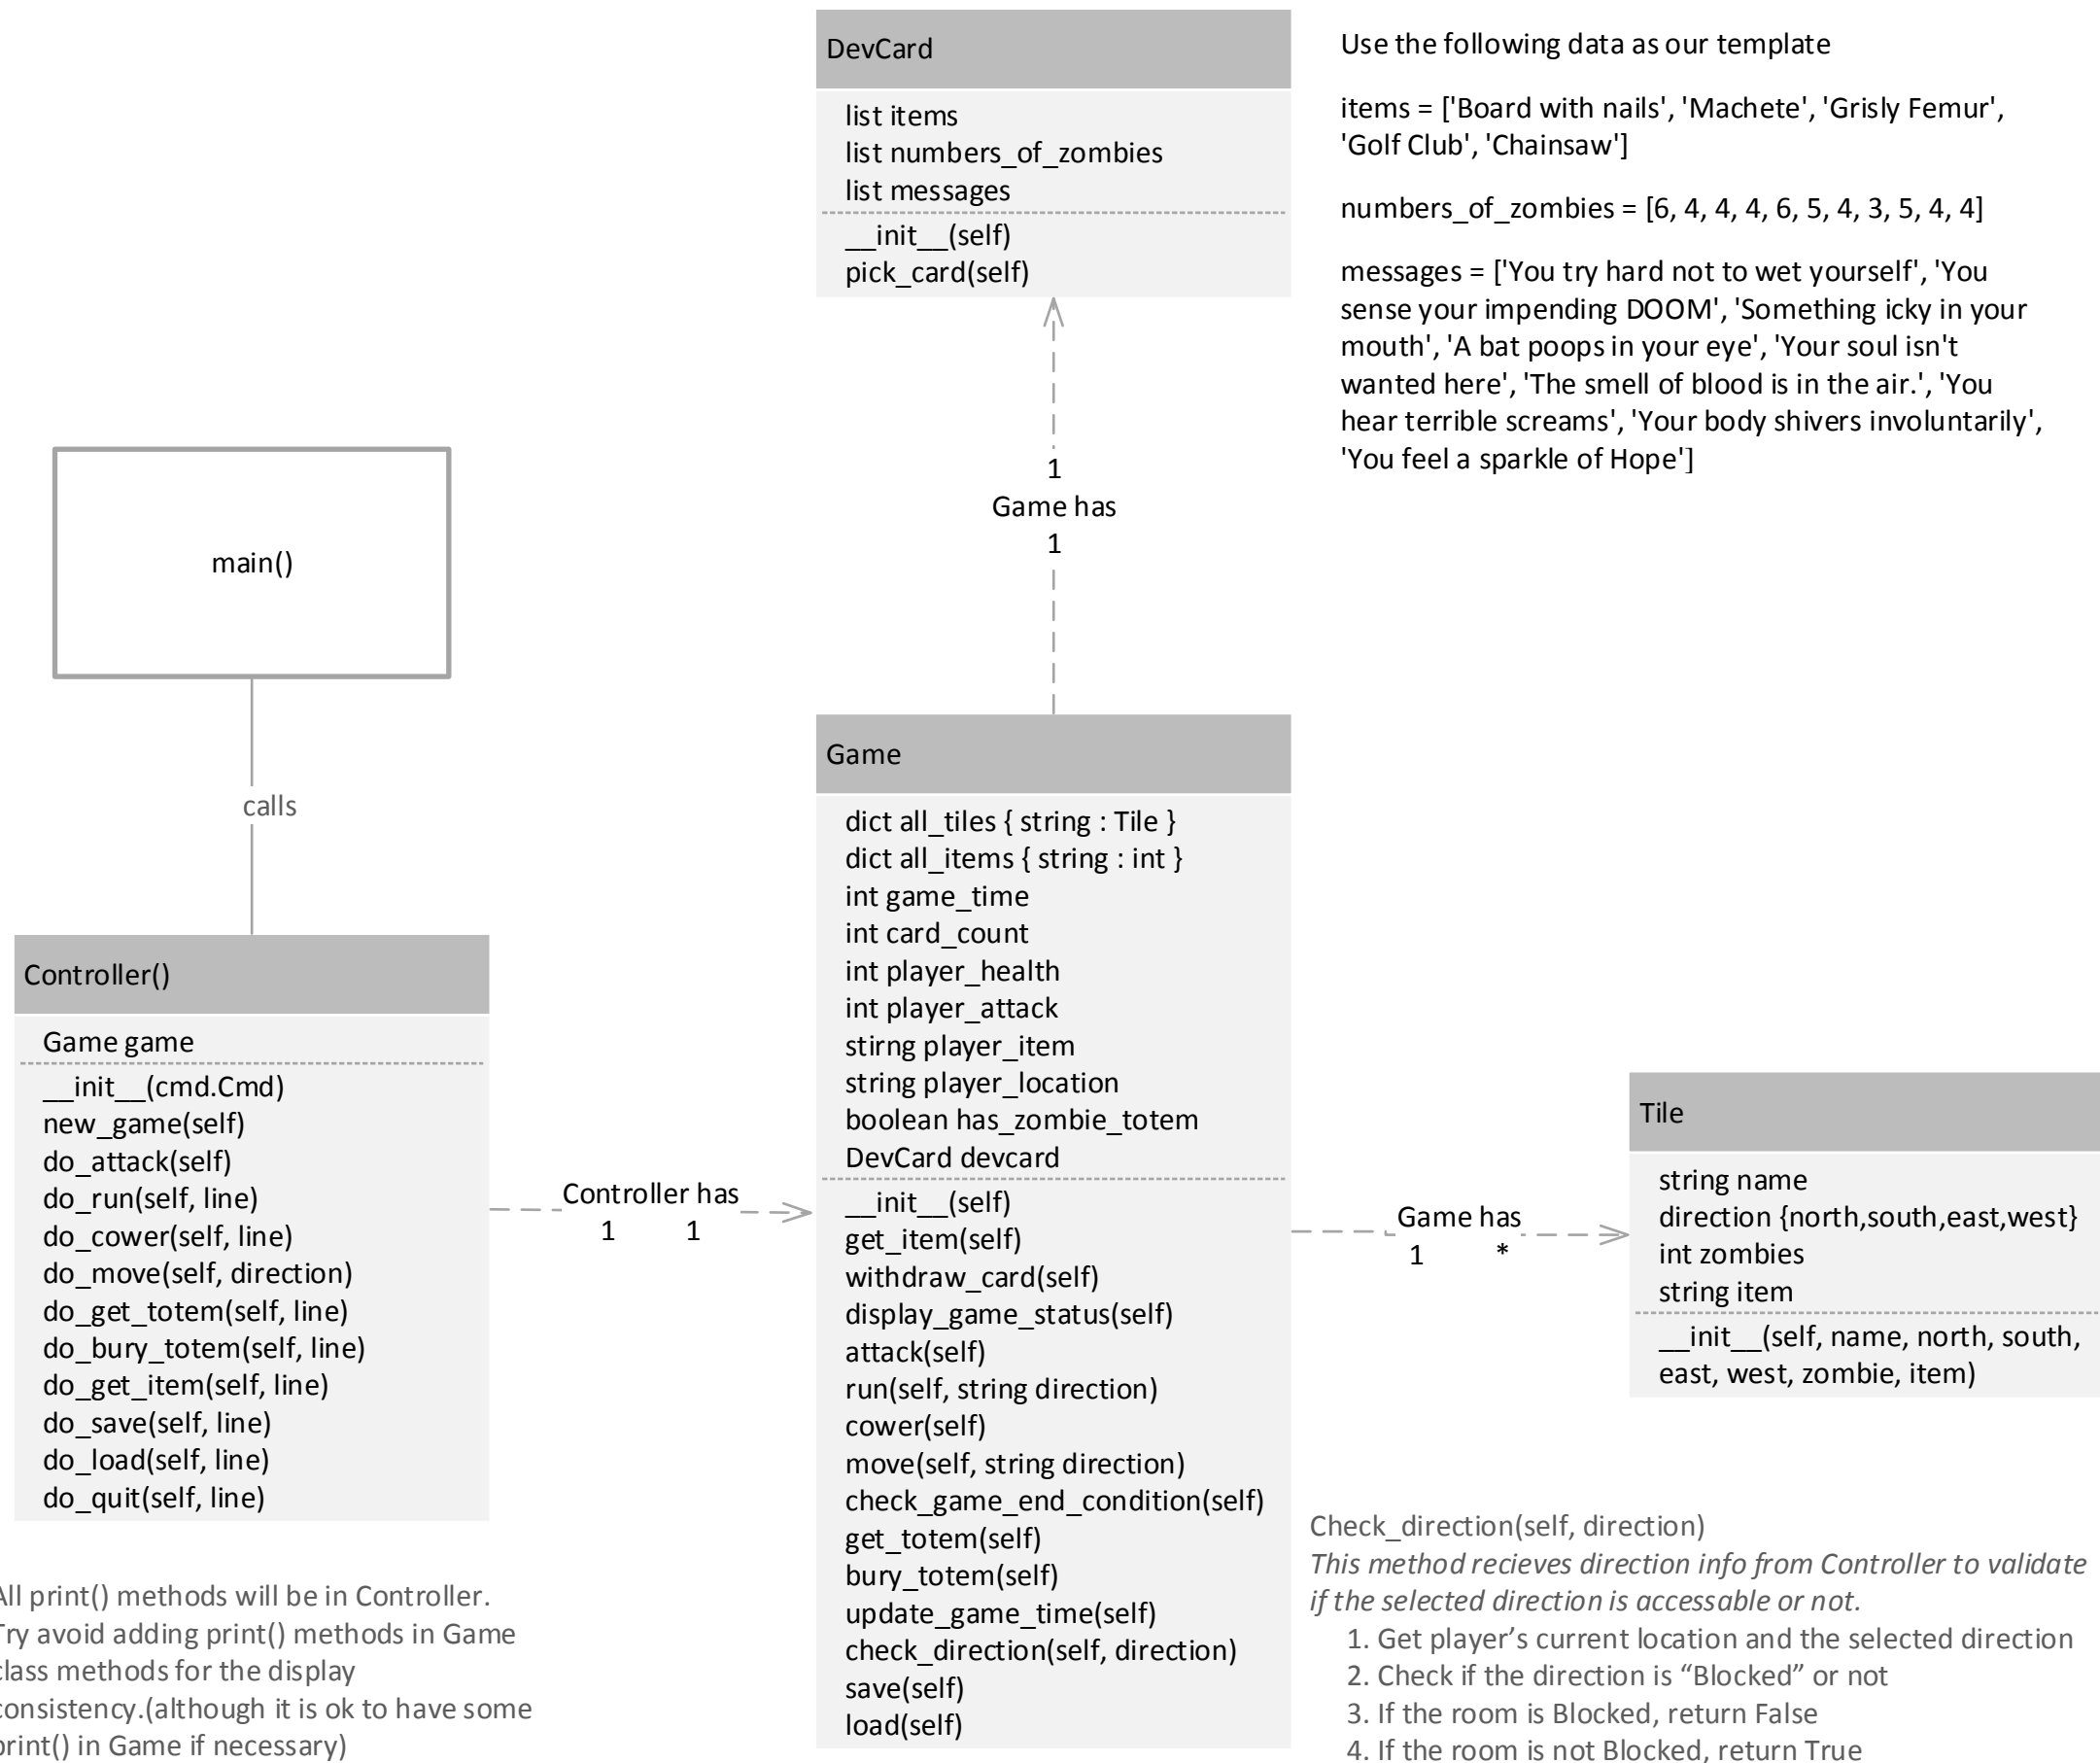 DevCard
list items
list numbers_of_zombies
list messages
__init__(self)
pick_card(self)
Use the following data as our template
items = ['Board with nails', 'Machete', 'Grisly Femur',
'Golf Club', 'Chainsaw']
numbers_of_zombies = [6, 4, 4, 4, 6, 5, 4, 3, 5, 4, 4]
messages = ['You try hard not to wet yourself', 'You
sense your impending DOOM', 'Something icky in your
mouth', 'A bat poops in your eye', 'Your soul isn't
wanted here', 'The smell of blood is in the air.', 'You
hear terrible screams', 'Your body shivers involuntarily',
'You feel a sparkle of Hope']
1
Game has
1
main()
calls
Controller()
Game game
__init__(cmd.Cmd)
new_game(self)
do_attack(self)
do_run(self, line)
do_cower(self, line)
do_move(self, direction)
do_get_totem(self, line)
do_bury_totem(self, line)
do_get_item(self, line)
do_save(self, line)
do_load(self, line)
do_quit(self, line)
Controller has
1 1
Game
dict all_tiles { string : Tile }
dict all_items { string : int }
int game_time
int card_count
int player_health
int player_attack
stirng player_item
string player_location
boolean has_zombie_totem
DevCard devcard
__init__(self)
get_item(self)
withdraw_card(self)
display_game_status(self)
attack(self)
run(self, string direction)
cower(self)
move(self, string direction)
check_game_end_condition(self)
get_totem(self)
bury_totem(self)
update_game_time(self)
check_direction(self, direction)
save(self)
load(self)
Game has
1 *
Tile
string name
direction {north,south,east,west}
int zombies
string item
__init__(self, name, north, south,
east, west, zombie, item)
All print() methods will be in Controller.
Try avoid adding print() methods in Game
class methods for the display
consistency.(although it is ok to have some
print() in Game if necessary)
Check_direction(self, direction)
This method recieves direction info from Controller to validate
if the selected direction is accessable or not.
1. Get player’s current location and the selected direction
2. Check if the direction is “Blocked” or not
3. If the room is Blocked, return False
4. If the room is not Blocked, return True